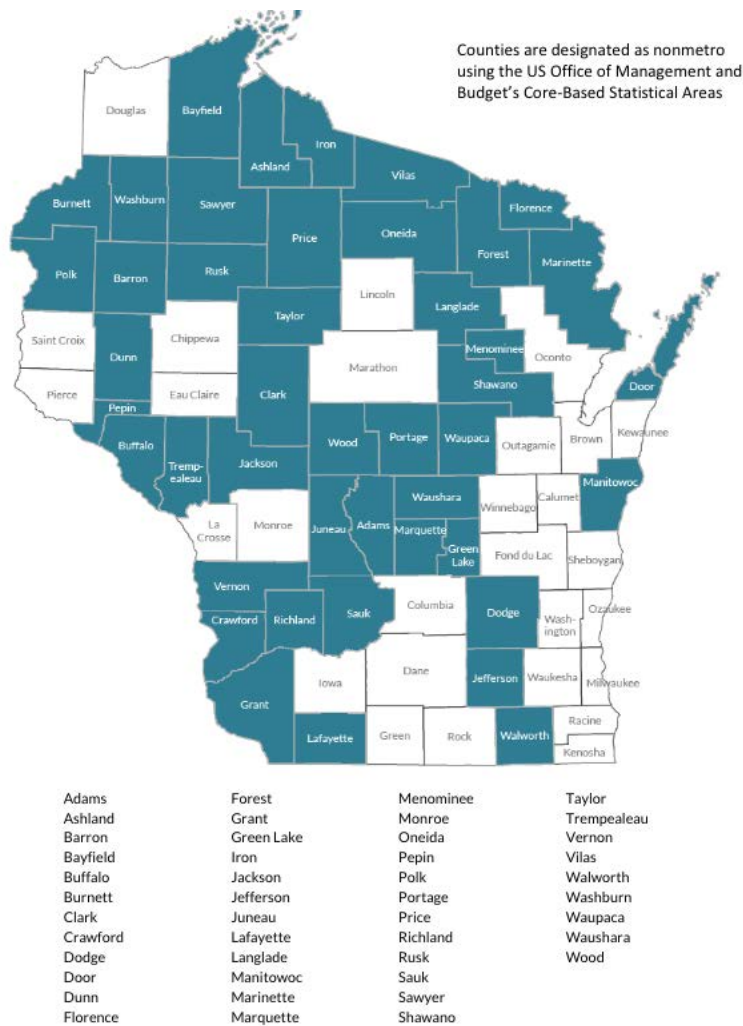 Counties are designated as nonmetro
using the US Office of Management and
Budget's Core-Based Statistical Areas
Douglas
Bayfield
Ashland
Iron
Vilas
Burnett
Washburn
Sawyer
Price
Oneida
Florence
Forest
Marinette
Polk
Barron
Rusk
Lincoln
Langlade
Taylor
Saint Croix
Chippewa
Dunn
Menominee
Oconto
Marathon
Shawano
Door
Pierce
Eau Claire
Clark
Pepin
Buffalo
Tremp-
ealeau
Jackson
Wood
Portage
Waupaca
Outagamie
Brown
Kewaunee
Manitowoc
La
Crosse
Monroe
Juneau
Adams
Waushara
Marquette
Green
Lake
Winnebago
Calumet
Fond du Lac
Sheboygan
Vernon
Crawford
Richland
Sauk
Columbia
Dodge
Wash-
ington
Ozaukee
Grant
Iowa
Dane
Jefferson
Waukesha
Milwaukee
Lafayette
Green
Rock
Walworth
Racine
Kenosha
Adams
Ashland
Barron
Bayfield
Buffalo
Burnett
Clark
Crawford
Dodge
Door
Dunn
Florence
Forest
Grant
Green Lake
Iron
Jackson
Jefferson
Juneau
Lafayette
Langlade
Manitowoc
Marinette
Marquette
Menominee
Monroe
Oneida
Pepin
Polk
Portage
Price
Richland
Rusk
Sauk
Sawyer
Shawano
Taylor
Trempealeau
Vernon
Vilas
Walworth
Washburn
Waupaca
Waushara
Wood